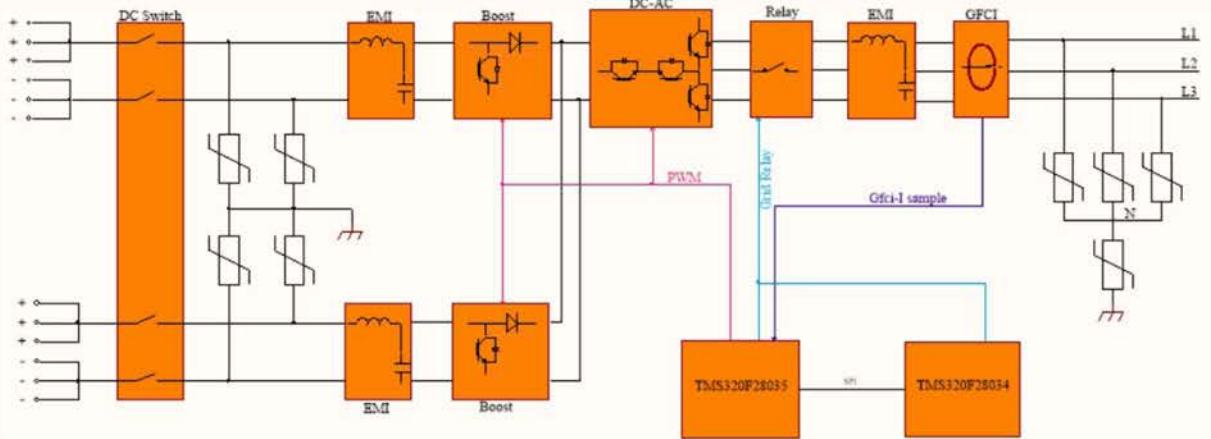 DC-AC
DC Switch
EMI
Boost
Relay
EMI
GFCI
+
+
+
-
-
-
L1
L2
L3
PWM
Grid Relay
Gfci-I sample
N
+
+
+
-
-
-
TMS320F28035
SPI
TMS320F28034
EMI
Boost